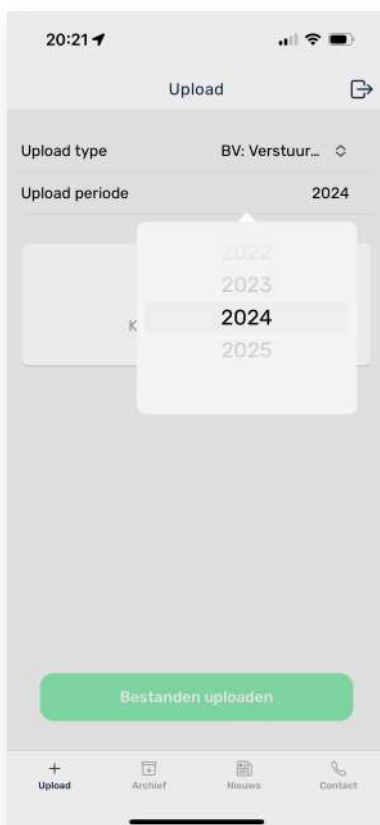 20:21
Upload
Upload type BV: Verstuur...
Upload periode 2024
2022
2023
K 2024
2025
Bestanden uploaden
Upload Archief Nieuws Contact